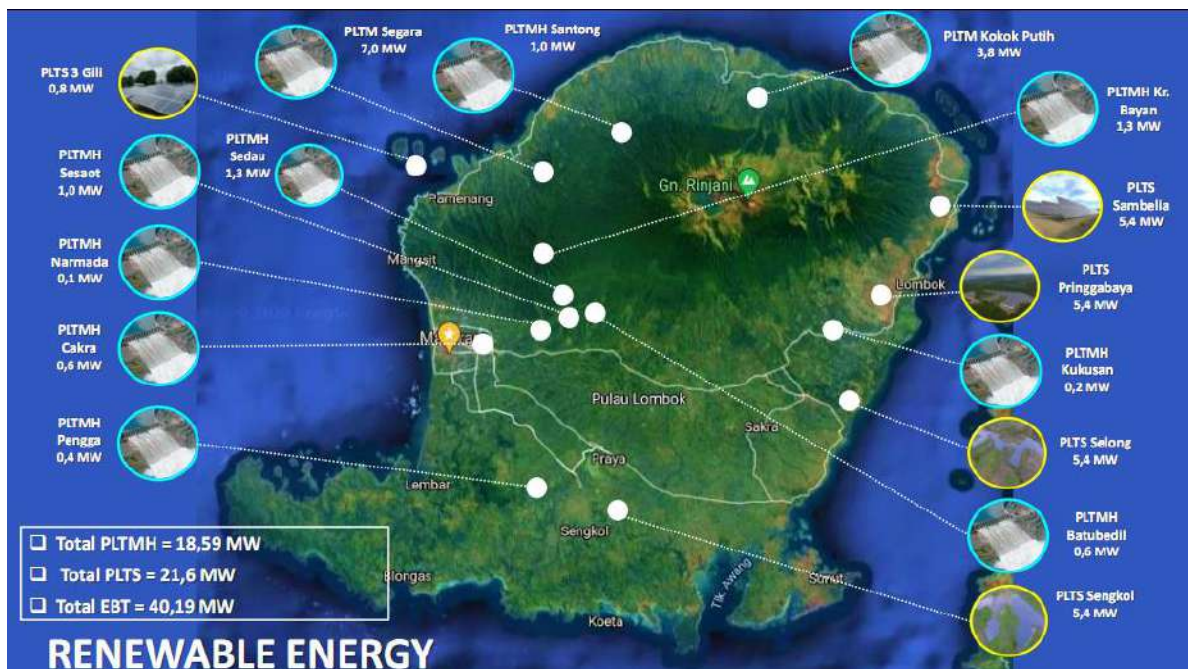 PLTM Segara
7,0 MW
PLTMH Santong
1,0 MW
PLTM Kokok Putih
3,8 MW
PLTS 3 Gili
0,8 MW
PLTMH Kr.
Bayan
1,3 MW
PLTMH
Sesaot
1,0 MW
PLTMH
Sedau
1,3 MW
Gn. Rinjani
Pamenang
PLTS
Sambelia
5,4 MW
PLTMH
Narmada
0,1 MW
Mangsit
PLTS
Pringgabaya
5,4 MW
Lombok
PLTMH
Cakra
0,6 MW
PLTMH
Kukusan
0,2 MW
Pulau Lombok
Sakra
PLTMH
Pengga
0,4 MW
PLTS Selong
5,4 MW
Praya
Lembar
Sengkol
PLTMH
Batubedil
0,6 MW
Total PLTMH = 18,59 MW
Total PLTS = 21,6 MW
Total EBT = 40,19 MW
Blongas
Tlk. Awang
Sunut
Koeta
PLTS Sengkol
5,4 MW
RENEWABLE ENERGY